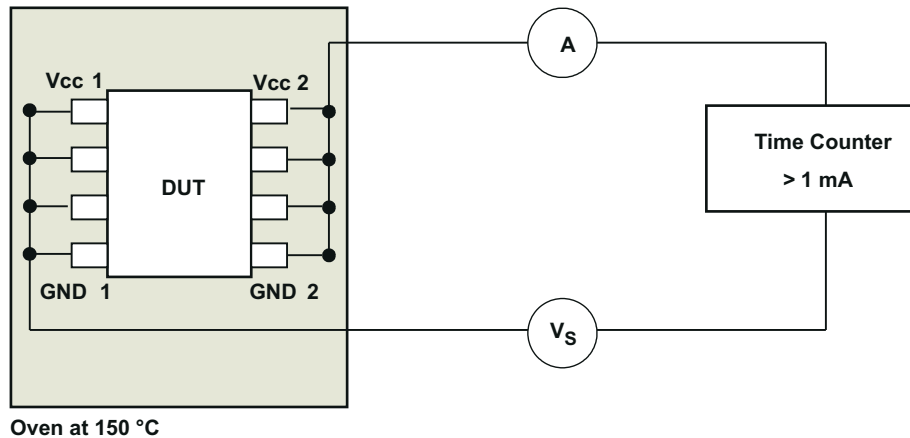 A
Vcc 1
Vcc 2
Time Counter
> 1 mA
DUT
GND 1
GND 2
VS
Oven at 150 °C